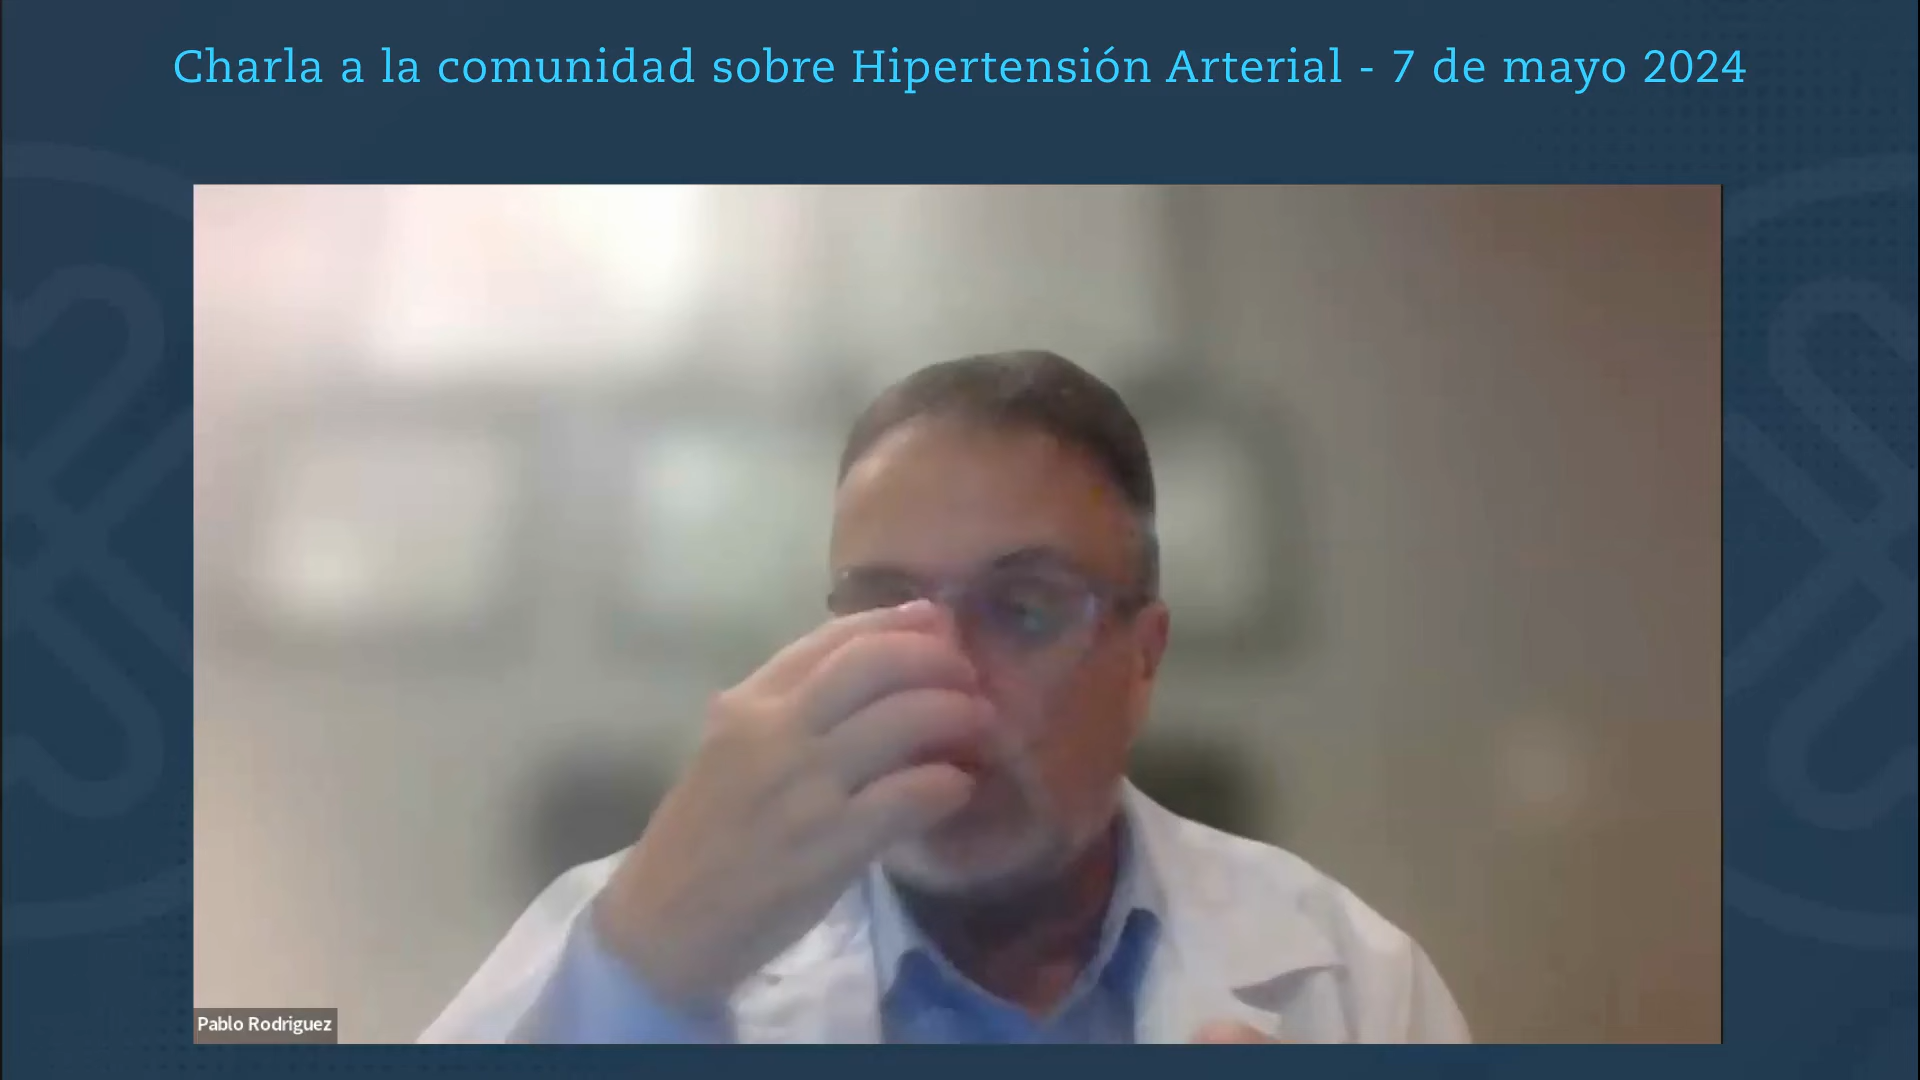 Charla a la comunidad sobre Hipertensión Arterial - 7 de mayo 2024
Pablo Rodriguez